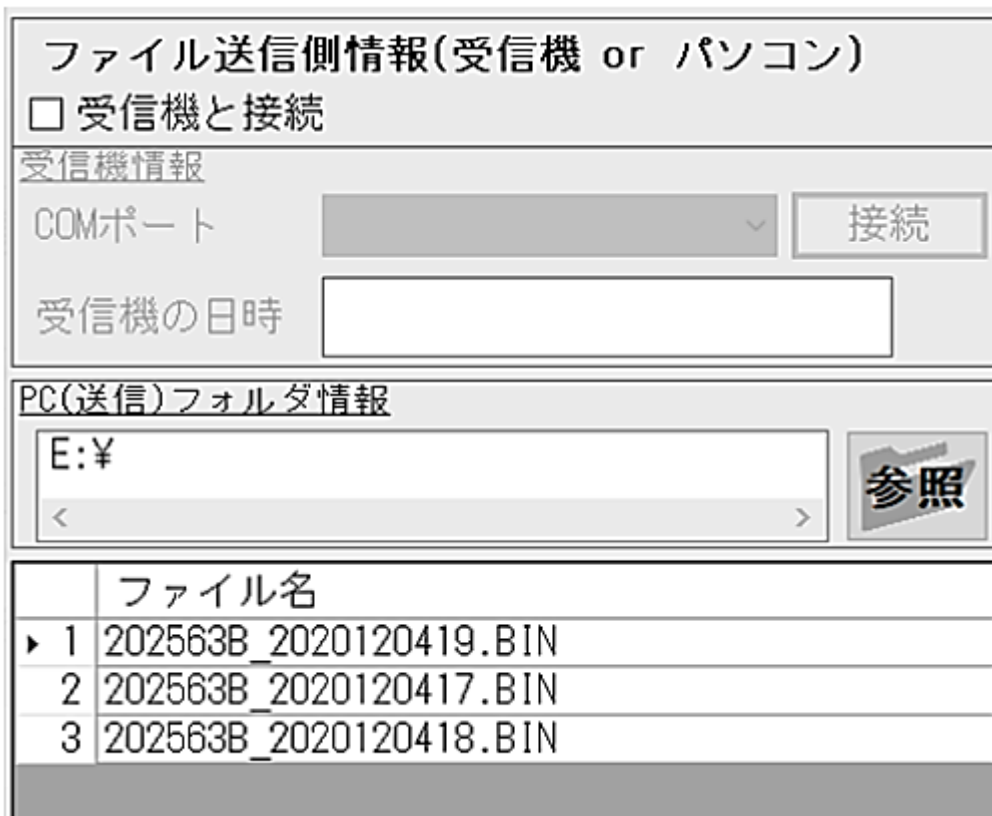 ファイル送信側情報(受信機 or パソコン)
受信機と接続
受信機情報
COMポート
接続
受信機の日時
PC(送信)フォルダ情報
E:¥
参照
ファイル名
1 202563B_2020120419.BIN
2 202563B_2020120417.BIN
3 202563B_2020120418.BIN